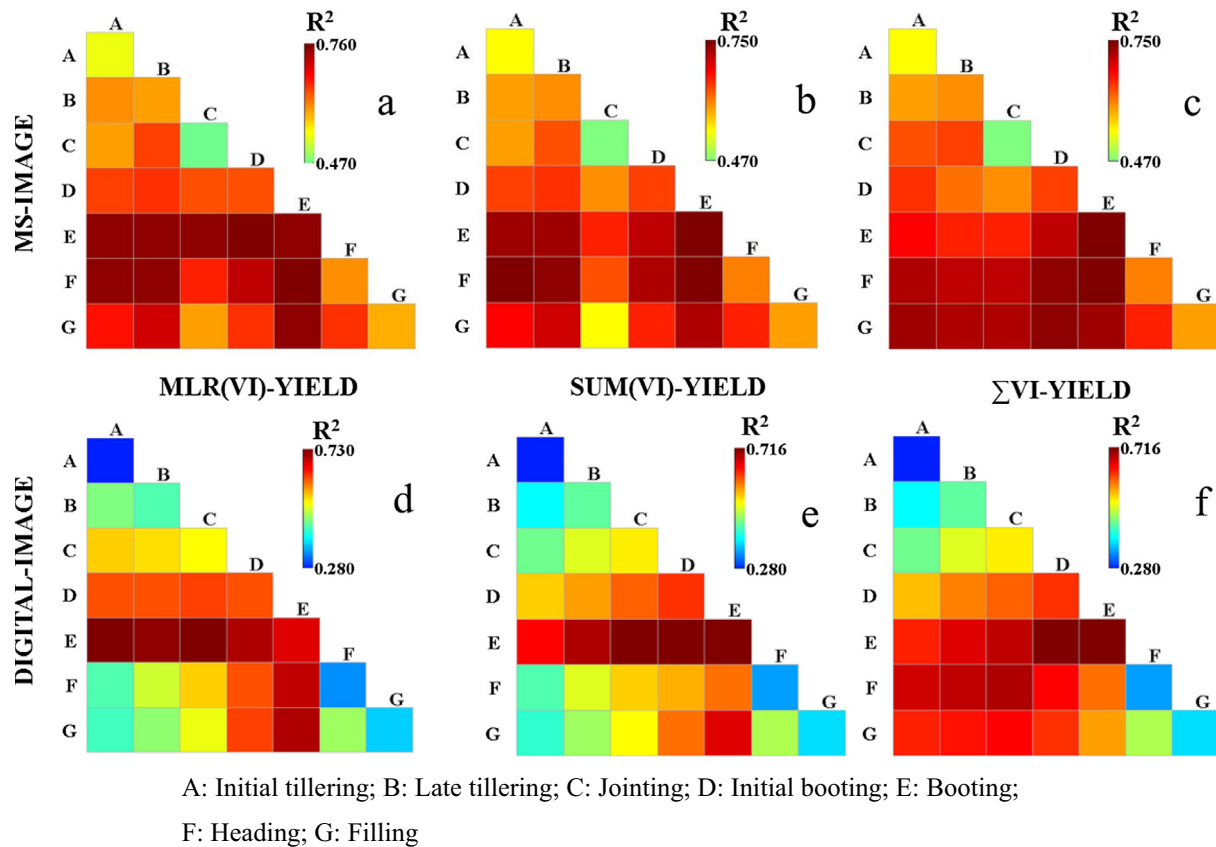 MS-IMAGE
A
A
B
B
C
C
D
D
E
E
F
F
G
G
R²
0.760
0.470
a
A
A
B
B
C
C
D
D
E
E
F
F
G
G
R²
0.750
0.470
b
A
A
B
B
C
C
D
D
E
E
F
F
G
G
R²
0.750
0.470
c
MLR(VI)-YIELD
SUM(VI)-YIELD
∑VI-YIELD
DIGITAL-IMAGE
A
A
B
B
C
C
D
D
E
E
F
F
G
G
R²
0.730
0.280
d
A
A
B
B
C
C
D
D
E
E
F
F
G
G
R²
0.716
0.280
e
A
A
B
B
C
C
D
D
E
E
F
F
G
G
R²
0.716
0.280
f
A: Initial tillering; B: Late tillering; C: Jointing; D: Initial booting; E: Booting;
F: Heading; G: Filling